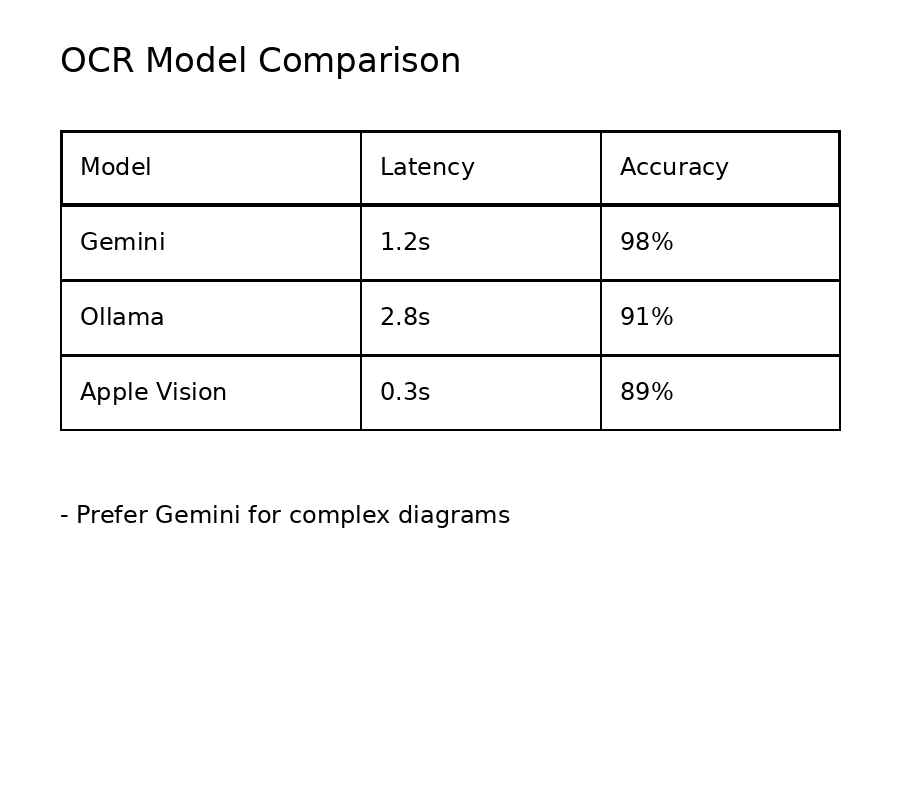 OCR Model Comparison
Model Latency Accuracy
Gemini 1.2s 98%
Ollama 2.8s 91%
Apple Vision 0.3s 89%
- Prefer Gemini for complex diagrams